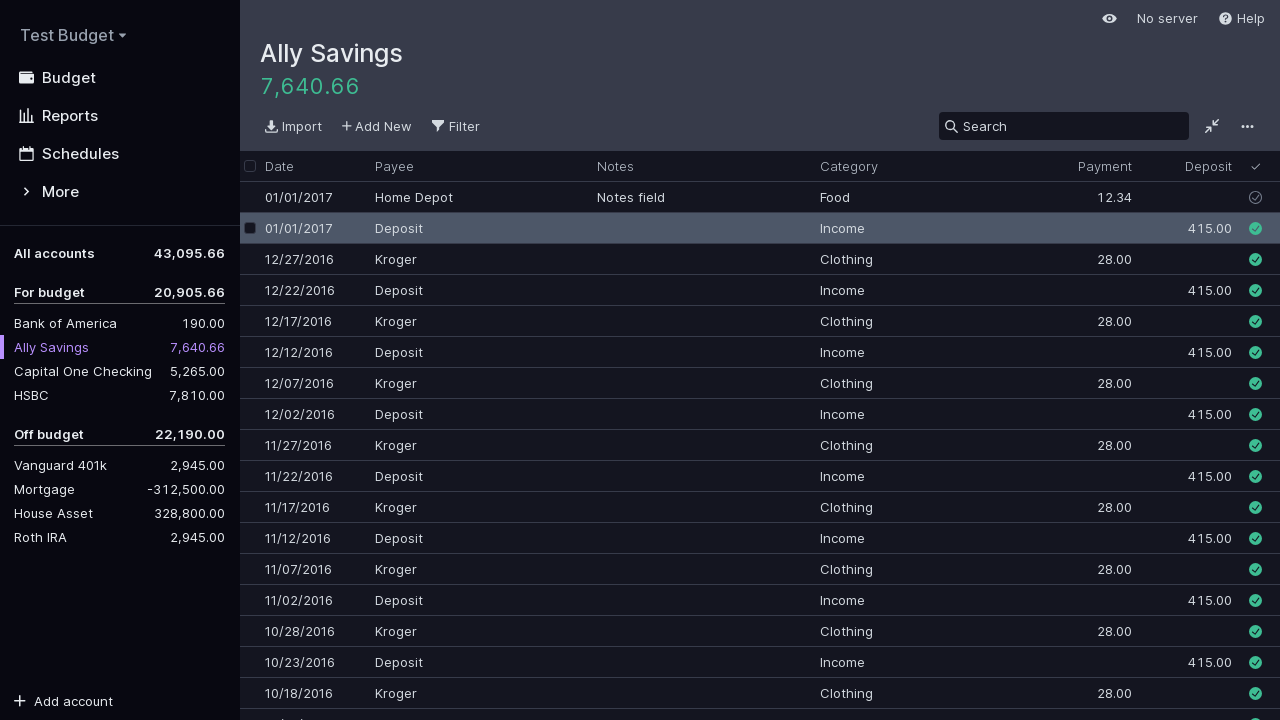 Test Budget
Budget
Reports
Schedules
More
All accounts 43,095.66
For budget 20,905.66
Bank of America 190.00
Ally Savings 7,640.66
Capital One Checking 5,265.00
HSBC 7,810.00
Off budget 22,190.00
Vanguard 401k 2,945.00
Mortgage -312,500.00
House Asset 328,800.00
Roth IRA 2,945.00
Add account
No server Help
Ally Savings
7,640.66
Import Add New Filter Search
Date Payee Notes Category Payment Deposit
01/01/2017 Home Depot Notes field Food 12.34
01/01/2017 Deposit Income 415.00
12/27/2016 Kroger Clothing 28.00
12/22/2016 Deposit Income 415.00
12/17/2016 Kroger Clothing 28.00
12/12/2016 Deposit Income 415.00
12/07/2016 Kroger Clothing 28.00
12/02/2016 Deposit Income 415.00
11/27/2016 Kroger Clothing 28.00
11/22/2016 Deposit Income 415.00
11/17/2016 Kroger Clothing 28.00
11/12/2016 Deposit Income 415.00
11/07/2016 Kroger Clothing 28.00
11/02/2016 Deposit Income 415.00
10/28/2016 Kroger Clothing 28.00
10/23/2016 Deposit Income 415.00
10/18/2016 Kroger Clothing 28.00